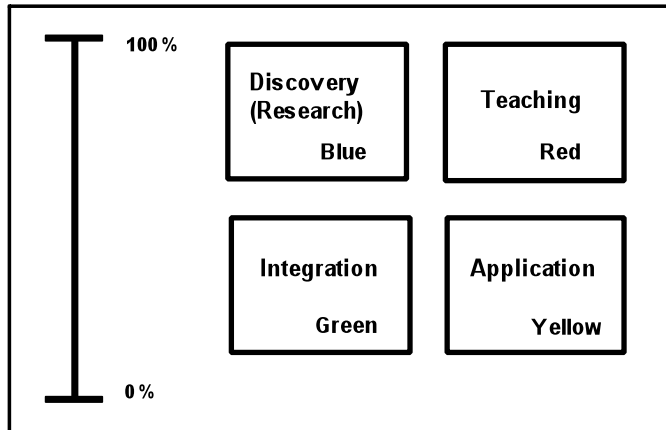 100%
Discovery
(Research)
Blue
Teaching
Red
Integration
Green
Application
Yellow
0%